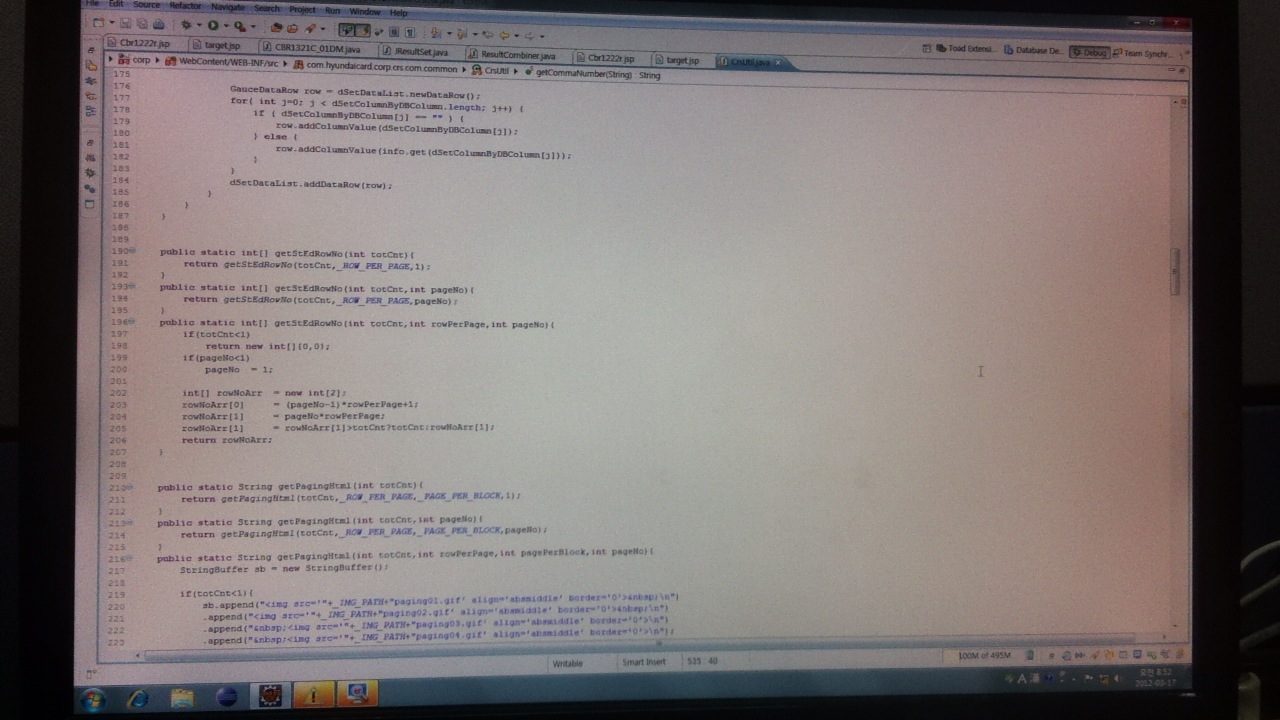 File Edit Source Refactor Navigate Search Project Run Window Help
Cbr1222r.jsp target.jsp CBR1321C_01DM.java JResultSet.java ResultCombiner.java Cbr1222r.jsp target.jsp CrsUtil.java
Toad Extensi... Database De... Debug Team Synchr...
corp WebContent/WEB-INF/src com.hyundaicard.corp.crs.com.common CrsUtil getCommaNumber(String) : String
175
176
177 GauceDataRow row = dSetDataList.newDataRow();
178 for( int j=0; j < dSetColumnByDBColumn.length; j++) {
179 if ( dSetColumnByDBColumn[j] == "" ) {
180 row.addColumnValue(dSetColumnByDBColumn[j]);
181 } else {
182 row.addColumnValue(info.get(dSetColumnByDBColumn[j]));
183 }
184 }
185 dSetDataList.addDataRow(row);
186 }
187 }
188 }
189
190 public static int[] getStEdRowNo(int totCnt){
191 return getStEdRowNo(totCnt,_ROW_PER_PAGE,1);
192 }
193 public static int[] getStEdRowNo(int totCnt,int pageNo){
194 return getStEdRowNo(totCnt,_ROW_PER_PAGE,pageNo);
195 }
196 public static int[] getStEdRowNo(int totCnt,int rowPerPage,int pageNo){
197 if(totCnt<1)
198 return new int[]{0,0};
199 if(pageNo<1)
200 pageNo = 1;
201
202 int[] rowNoArr = new int[2];
203 rowNoArr[0] = (pageNo-1)*rowPerPage+1;
204 rowNoArr[1] = pageNo*rowPerPage;
205 rowNoArr[1] = rowNoArr[1]>totCnt?totCnt:rowNoArr[1];
206 return rowNoArr;
207 }
208
209
210 public static String getPagingHtml(int totCnt){
211 return getPagingHtml(totCnt,_ROW_PER_PAGE,_PAGE_PER_BLOCK,1);
212 }
213 public static String getPagingHtml(int totCnt,int pageNo){
214 return getPagingHtml(totCnt,_ROW_PER_PAGE,_PAGE_PER_BLOCK,pageNo);
215 }
216 public static String getPagingHtml(int totCnt,int rowPerPage,int pagePerBlock,int pageNo){
217 StringBuffer sb = new StringBuffer();
218
219 if(totCnt<1){
220 sb.append("<img src='"+_IMG_PATH+"paging01.gif' align='absmiddle' border='0'>&nbsp;\n")
221 .append("<img src='"+_IMG_PATH+"paging02.gif' align='absmiddle' border='0'>&nbsp;\n")
222 .append("&nbsp;<img src='"+_IMG_PATH+"paging03.gif' align='absmiddle' border='0'>\n")
223 .append("&nbsp;<img src='"+_IMG_PATH+"paging04.gif' align='absmiddle' border='0'>\n");
Writable Smart Insert 535 : 40 100M of 495M
A 漢
오전 8:52
2012-08-17